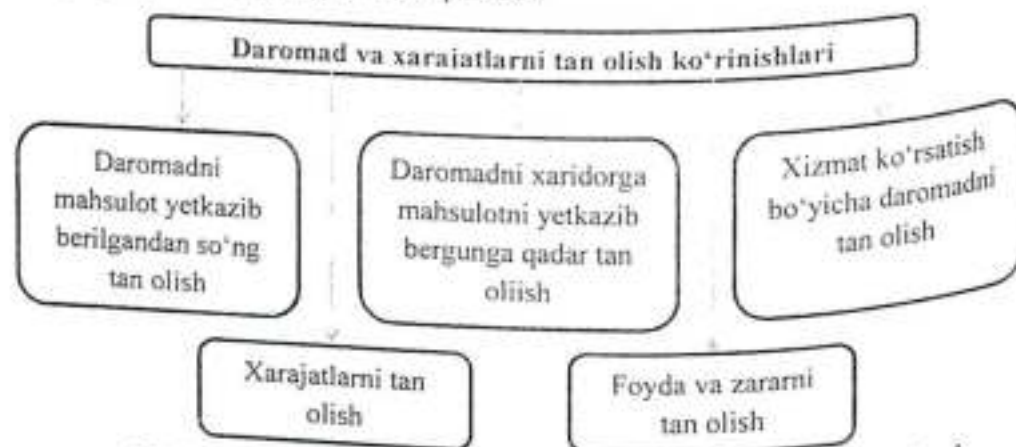 Daromad va xaraiatlarni tan olish ko‘rinishlari
Daromadni
mahsulot yetkazib
berilgandan so‘ng
tan olish
Daromadni xaridorga
mahsulotni yetkazib
bergunga qadar tan
oliish
Xizmat ko‘rsatish
bo‘yicha daromadni
tan olish
Xarajatlarni tan
olish
Foyda va zararni
tan olish